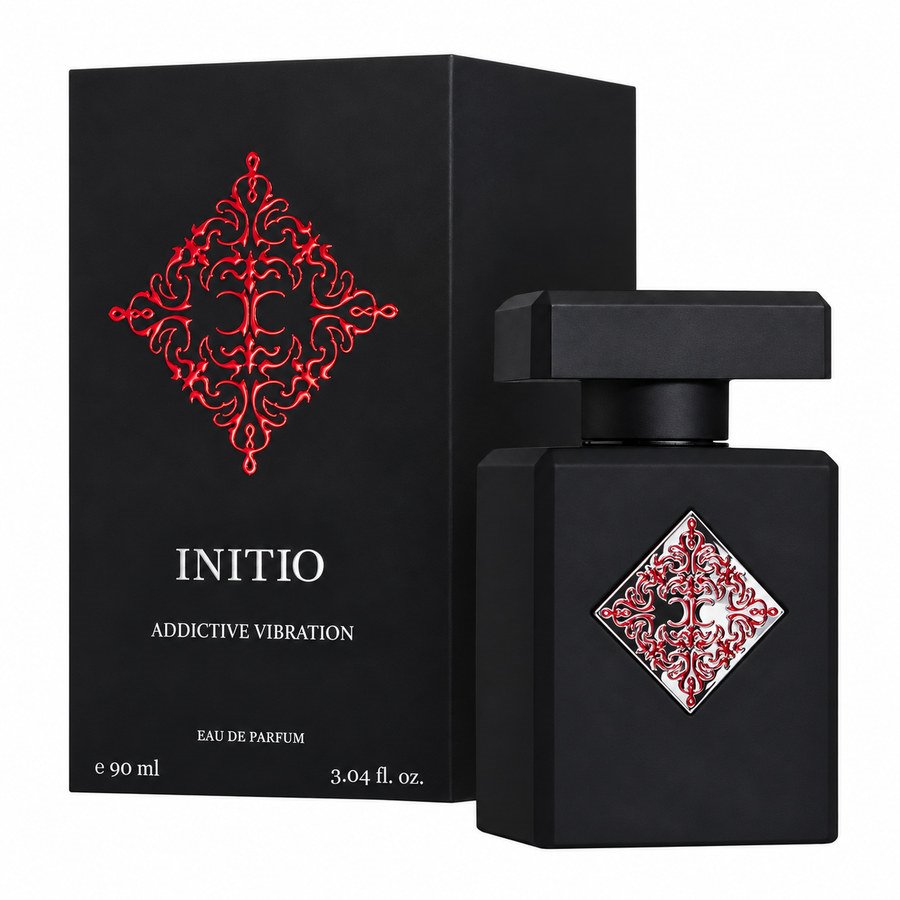 INITIO
ADDICTIVE VIBRATION
EAU DE PARFUM
e 90 ml
3.04 fl. oz.